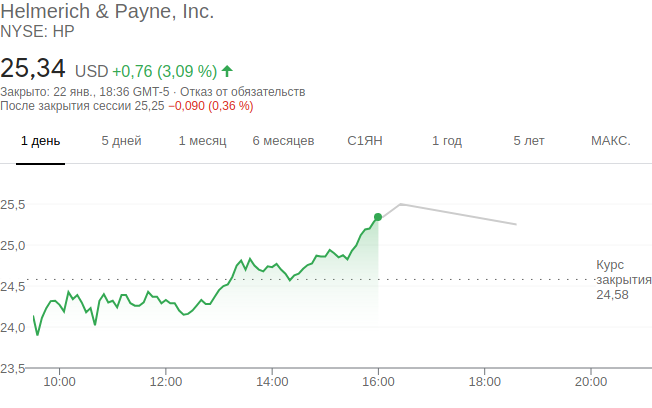 Helmerich & Payne, Inc.
NYSE: HP
25,34 USD +0,76 (3,09 %)
Закрыто: 22 янв., 18:36 GMT-5 · Отказ от обязательств
После закрытия сессии 25,25 −0,090 (0,36 %)
1 день 5 дней 1 месяц 6 месяцев С1ЯН 1 год 5 лет МАКС.
25,5
25,0
24,5
24,0
23,5
Курс
закрытия
24,58
10:00 12:00 14:00 16:00 18:00 20:00